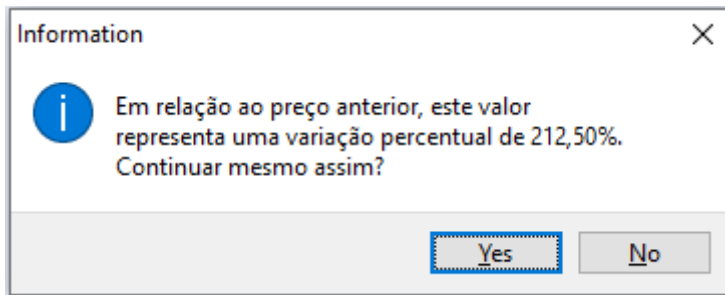 Information
Em relação ao preço anterior, este valor
representa uma variação percentual de 212,50%.
Continuar mesmo assim?
Yes
No